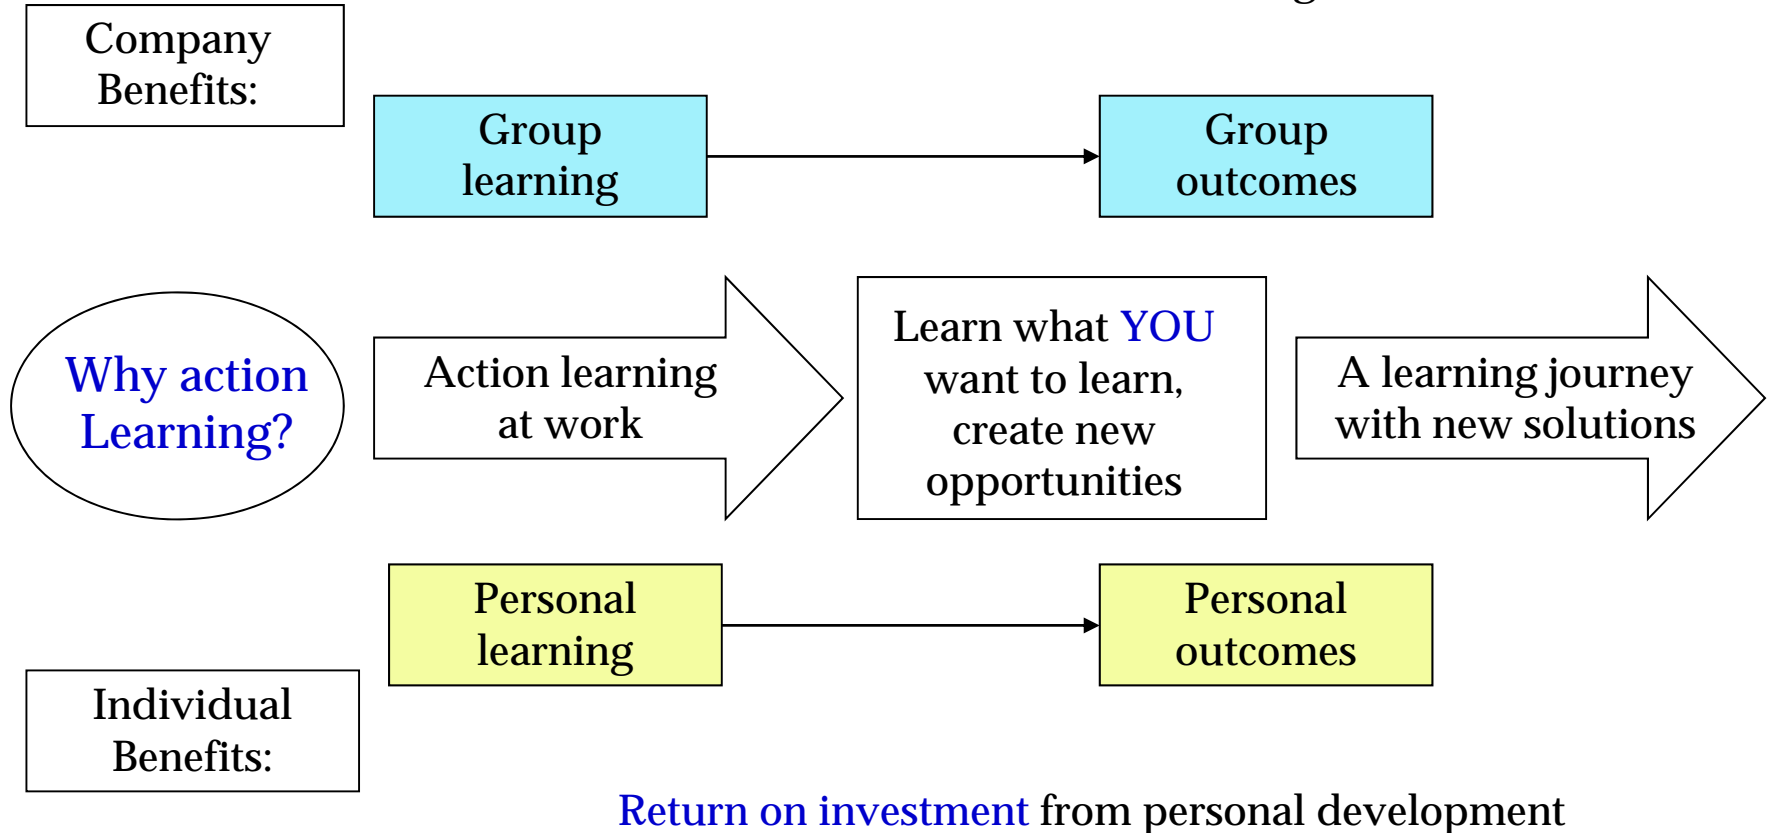 Company
Benefits:
Group
learning
Group
outcomes
Why action
Learning?
Action learning
at work
Learn what YOU
want to learn,
create new
opportunities
A learning journey
with new solutions
Personal
learning
Personal
outcomes
Individual
Benefits:
Return on investment from personal development